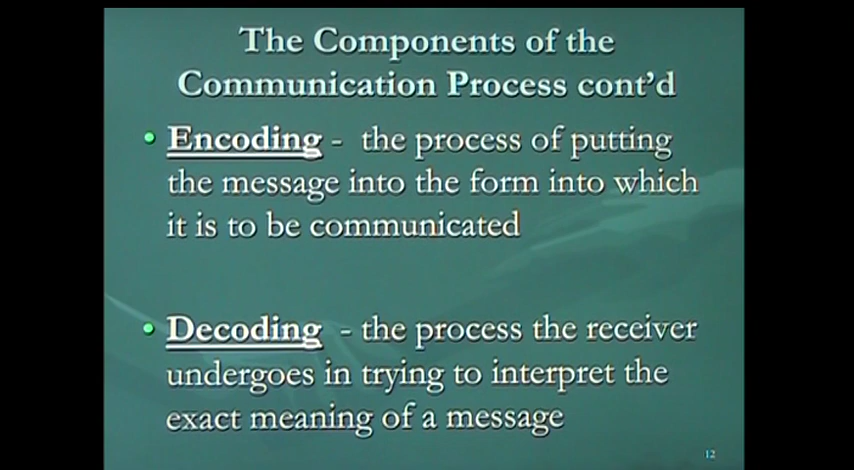 The Components of the
Communication Process cont'd
• Encoding - the process of putting
the message into the form into which
it is to be communicated
• Decoding - the process the receiver
undergoes in trying to interpret the
exact meaning of a message
12